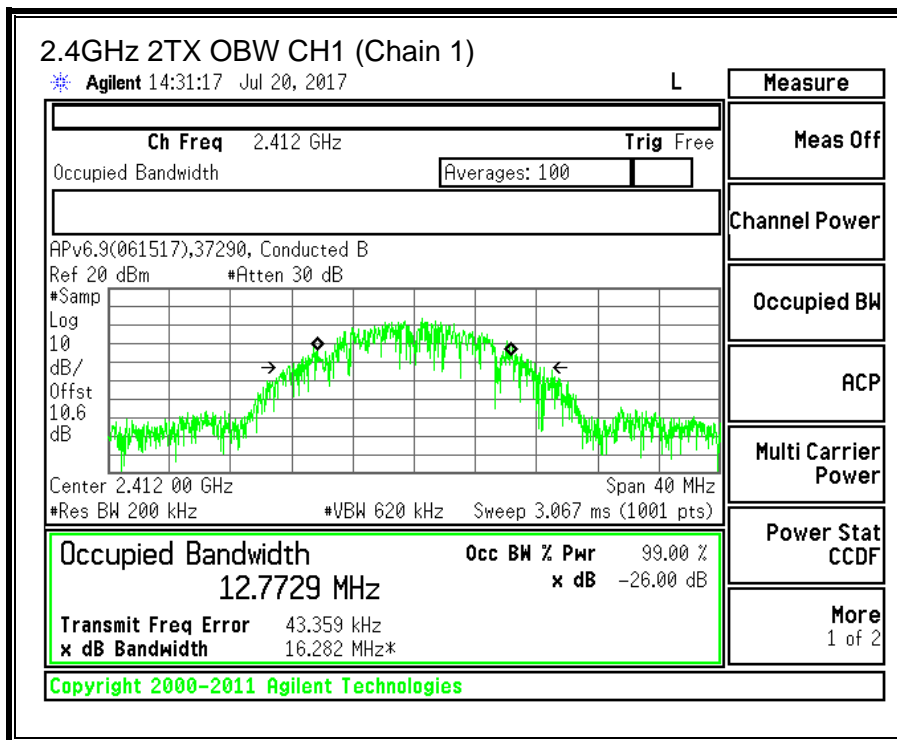 2.4GHz 2TX OBW CH1 (Chain 1)
Agilent 14:31:17 Jul 20, 2017 L
Measure
Ch Freq 2.412 GHz Trig Free
Meas Off
Occupied Bandwidth Averages: 100
Channel Power
APv6.9(061517),37290, Conducted B
Ref 20 dBm #Atten 30 dB
#Samp
Log
10
dB/
Offst
10.6
dB
Occupied BW
ACP
Multi Carrier
Power
Center 2.412 00 GHz Span 40 MHz
#Res BW 200 kHz #VBW 620 kHz Sweep 3.067 ms (1001 pts)
Power Stat
CCDF
Occupied Bandwidth Occ BW % Pwr 99.00 %
12.7729 MHz x dB -26.00 dB
Transmit Freq Error 43.359 kHz
x dB Bandwidth 16.282 MHz*
More
1 of 2
Copyright 2000-2011 Agilent Technologies